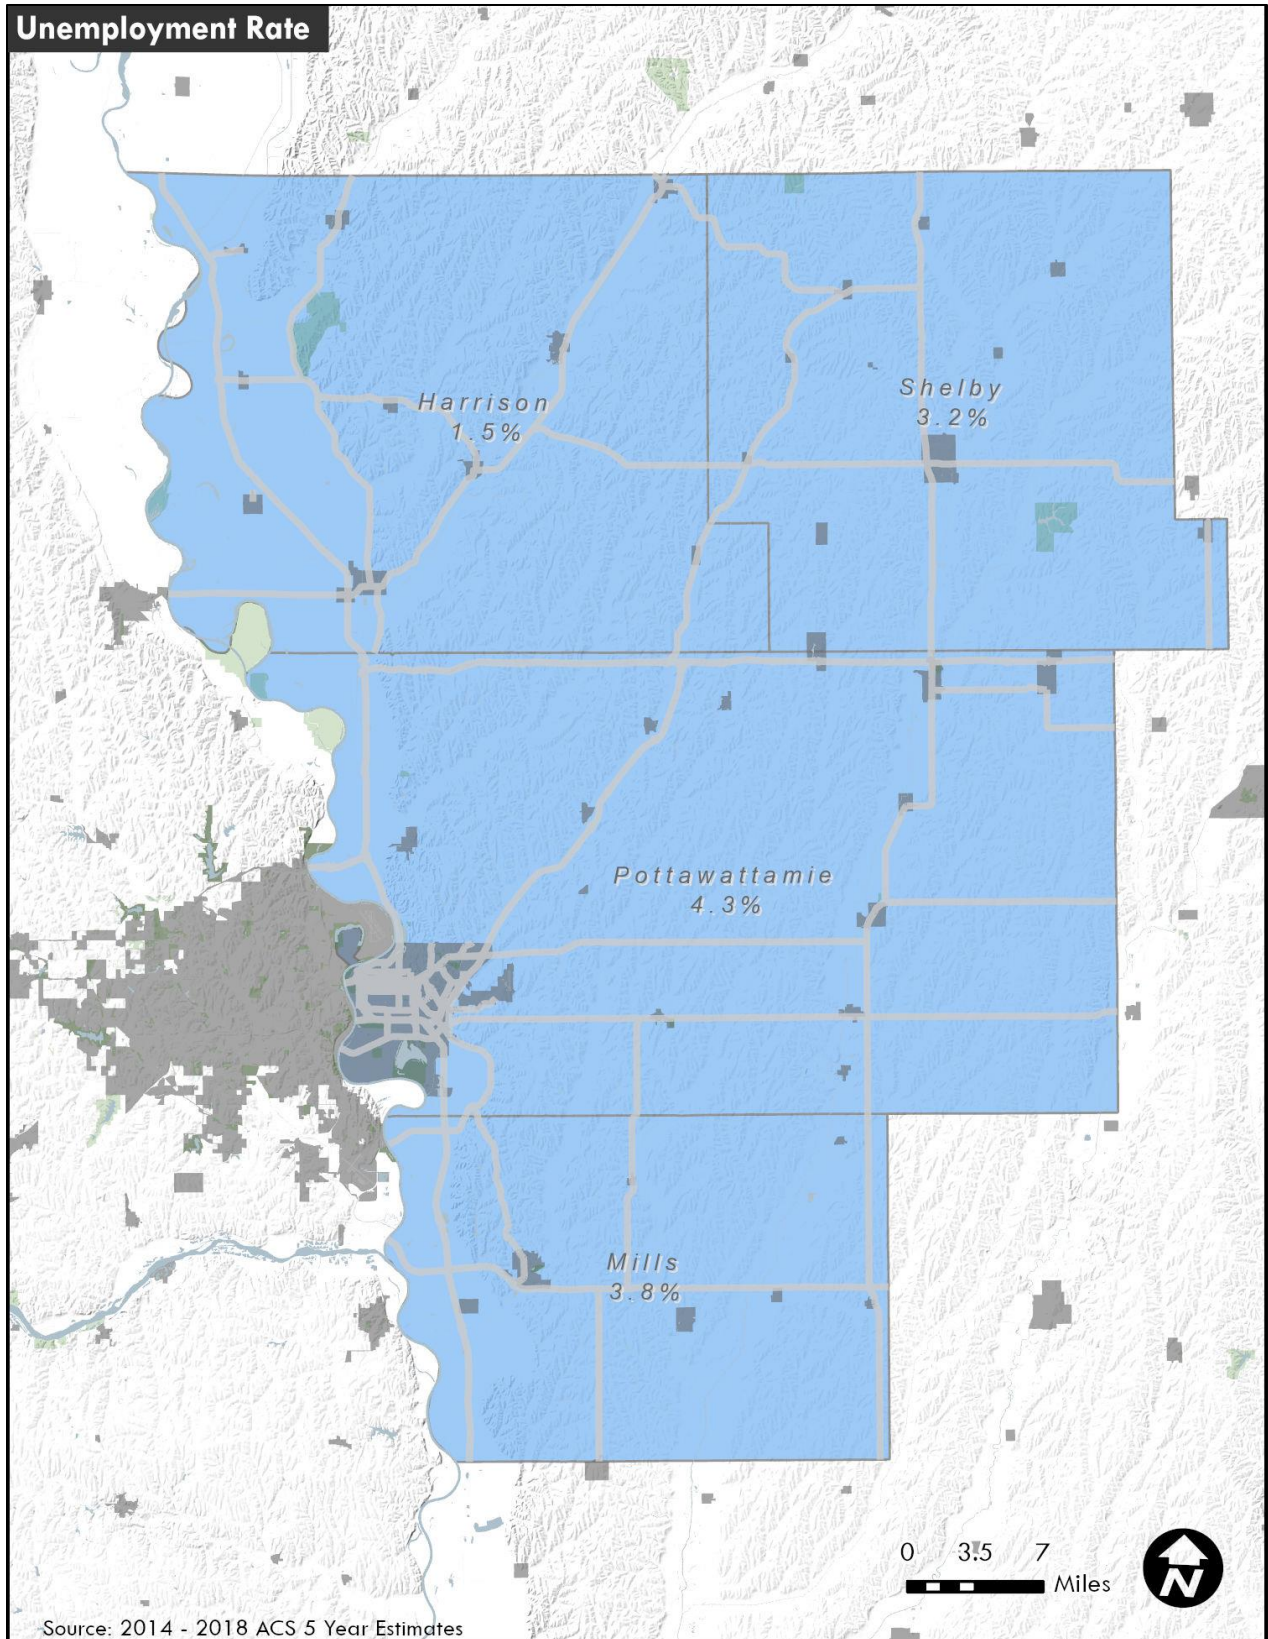 Unemployment Rate
Harrison
1.5%
Shelby
3.2%
Pottawattamie
4.3%
Mills
3.8%
0 3.5 7
Miles
N
Source: 2014 - 2018 ACS 5 Year Estimates